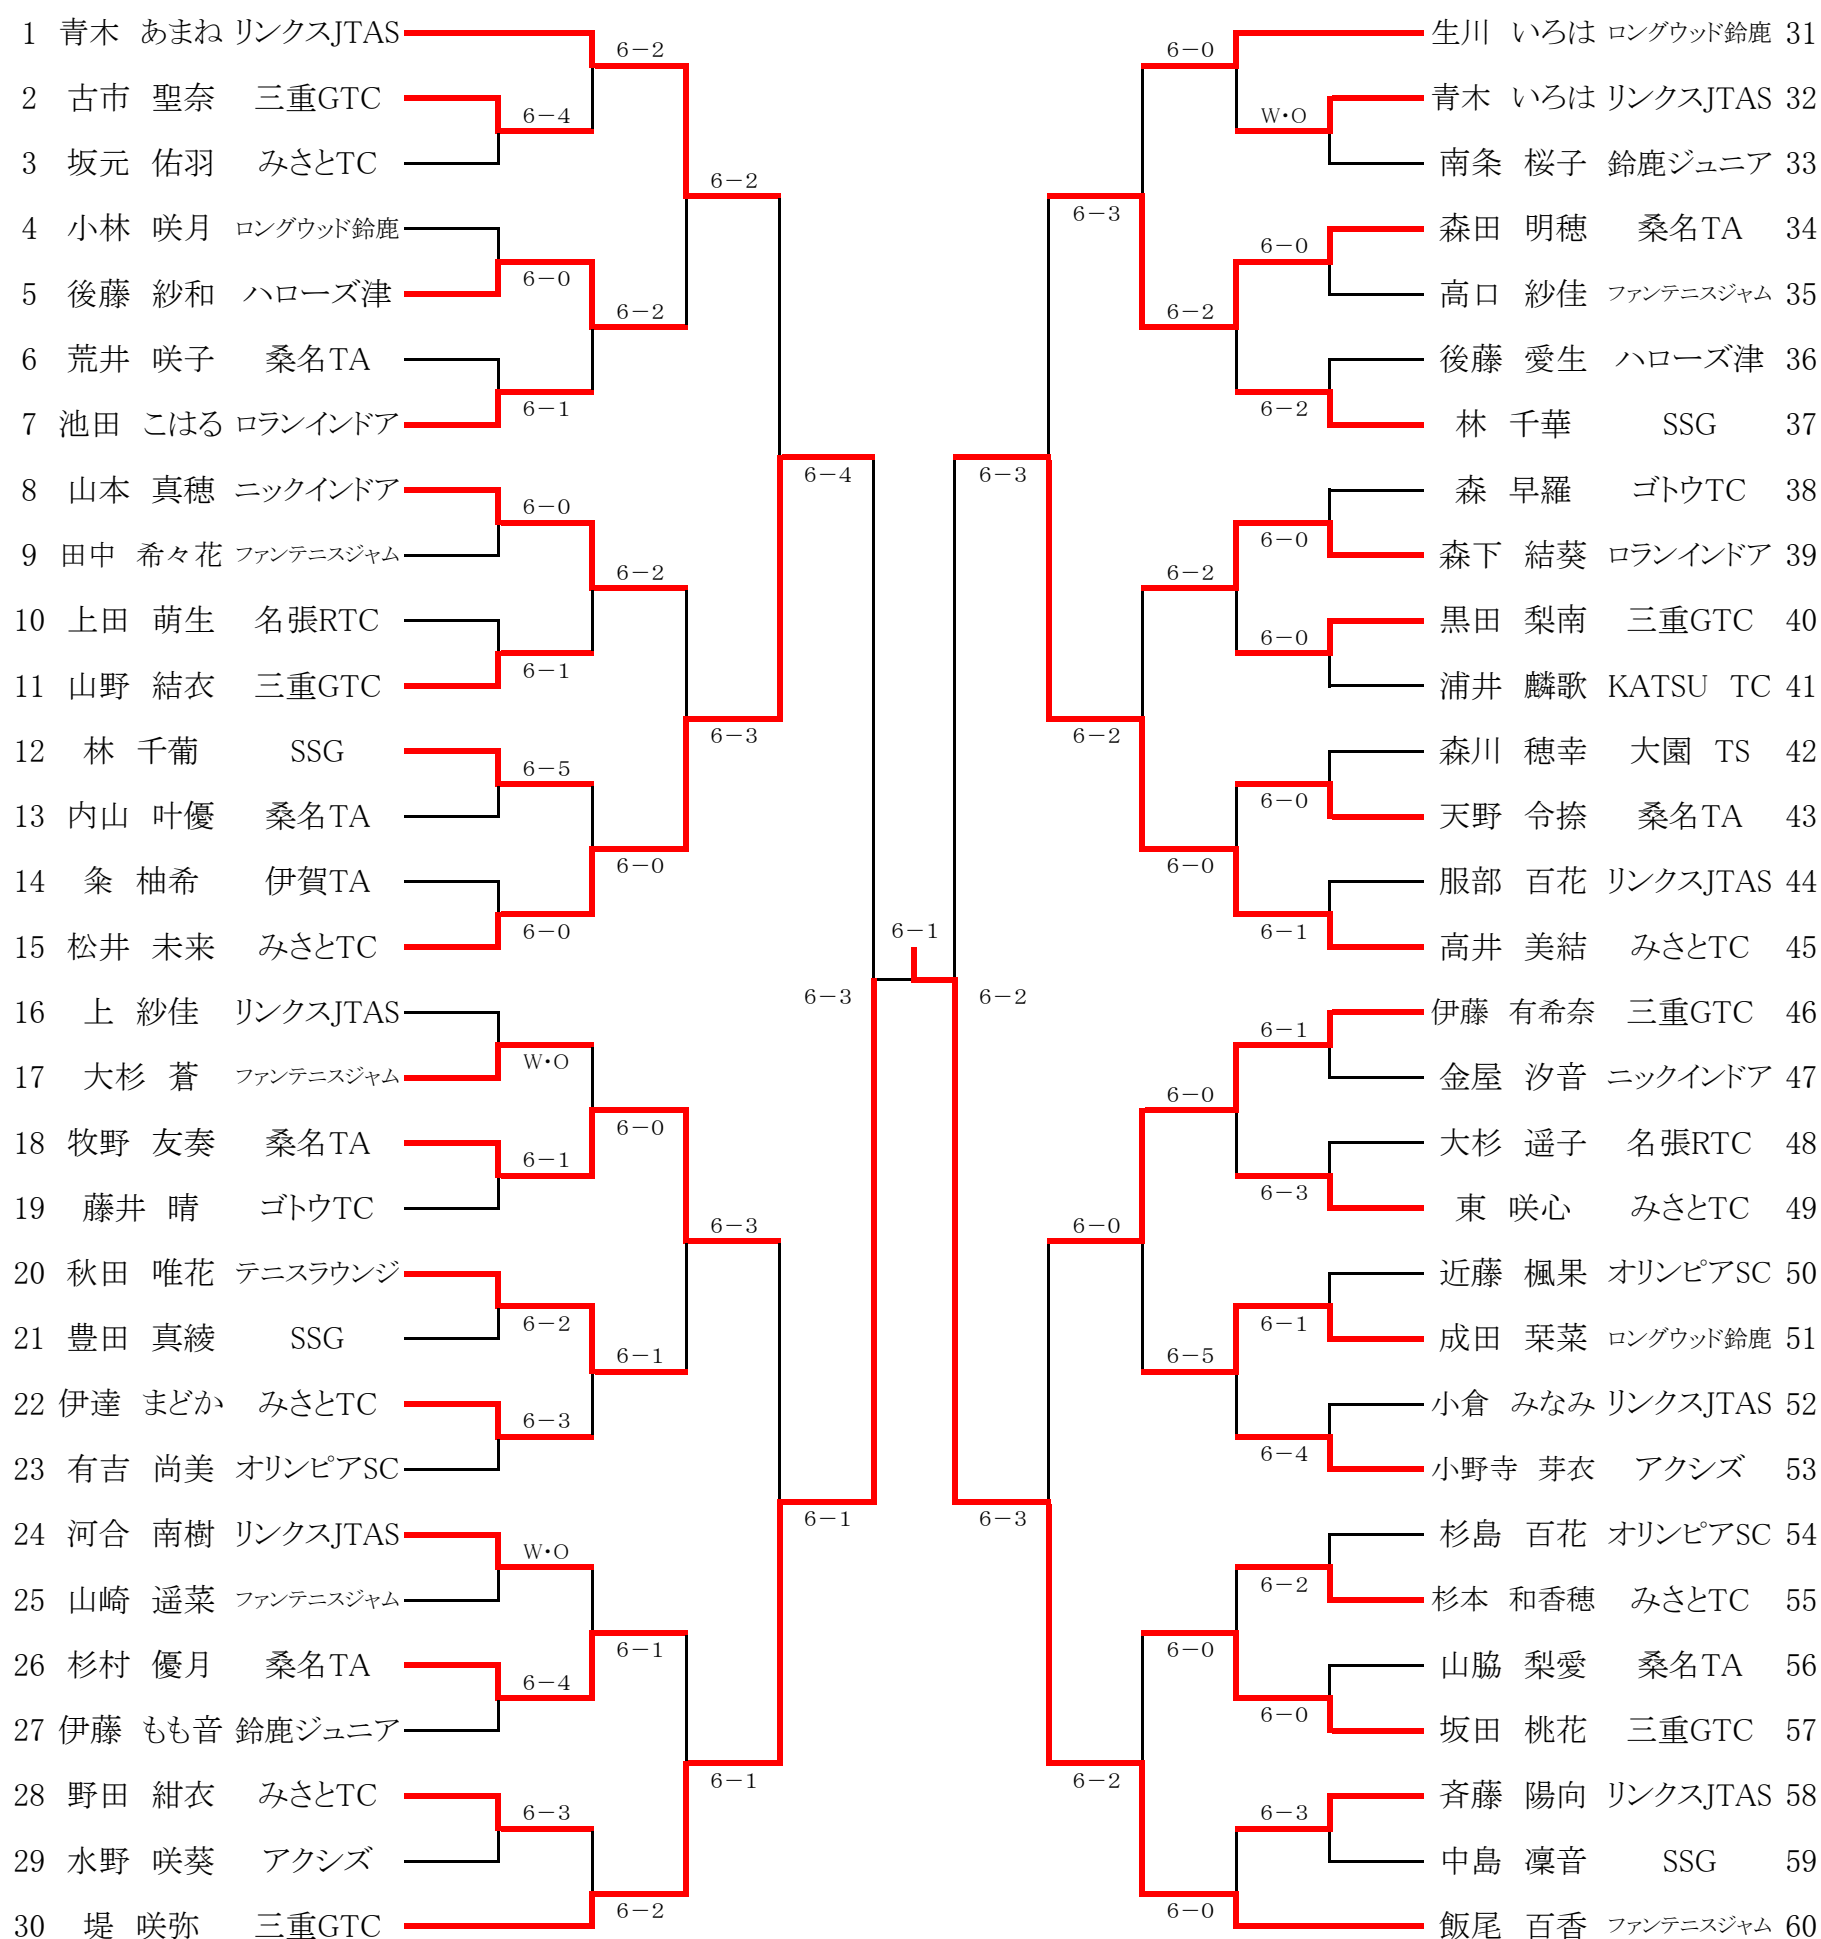 1 青木 あまね リンクスJTAS
2 古市 聖奈 三重GTC
3 坂元 佑羽 みさとTC
4 小林 咲月 ロングウッド鈴鹿
5 後藤 紗和 ハローズ津
6 荒井 咲子 桑名TA
7 池田 こはる ロランインドア
8 山本 真穂 ニックインドア
9 田中 希々花 ファンテニスジャム
10 上田 萌生 名張RTC
11 山野 結衣 三重GTC
12 林 千葡 SSG
13 内山 叶優 桑名TA
14 粂 柚希 伊賀TA
15 松井 未来 みさとTC
16 上 紗佳 リンクスJTAS
17 大杉 蒼 ファンテニスジャム
18 牧野 友奏 桑名TA
19 藤井 晴 ゴトウTC
20 秋田 唯花 テニスラウンジ
21 豊田 真綾 SSG
22 伊達 まどか みさとTC
23 有吉 尚美 オリンピアSC
24 河合 南樹 リンクスJTAS
25 山崎 遥菜 ファンテニスジャム
26 杉村 優月 桑名TA
27 伊藤 もも音 鈴鹿ジュニア
28 野田 紺衣 みさとTC
29 水野 咲葵 アクシズ
30 堤 咲弥 三重GTC
6-4
6-0
6-1
6-0
6-1
6-5
6-0
W・O
6-1
6-2
6-3
W・O
6-4
6-3
6-2
6-2
6-2
6-0
6-0
6-1
6-1
6-2
6-2
6-3
6-3
6-1
6-4
6-1
6-3
6-1
6-2
6-3
6-3
6-3
6-2
6-0
6-2
6-0
6-2
6-2
6-0
6-0
6-5
6-0
6-0
W・O
6-0
6-2
6-0
6-0
6-0
6-1
6-1
6-3
6-1
6-4
6-2
6-0
6-3
生川 いろは ロングウッド鈴鹿 31
青木 いろは リンクスJTAS 32
南条 桜子 鈴鹿ジュニア 33
森田 明穂 桑名TA 34
高口 紗佳 ファンテニスジャム 35
後藤 愛生 ハローズ津 36
林 千華 SSG 37
森 早羅 ゴトウTC 38
森下 結葵 ロランインドア 39
黒田 梨南 三重GTC 40
浦井 麟歌 KATSU TC 41
森川 穂幸 大園 TS 42
天野 令捺 桑名TA 43
服部 百花 リンクスJTAS 44
高井 美結 みさとTC 45
伊藤 有希奈 三重GTC 46
金屋 汐音 ニックインドア 47
大杉 遥子 名張RTC 48
東 咲心 みさとTC 49
近藤 楓果 オリンピアSC 50
成田 栞菜 ロングウッド鈴鹿 51
小倉 みなみ リンクスJTAS 52
小野寺 芽衣 アクシズ 53
杉島 百花 オリンピアSC 54
杉本 和香穂 みさとTC 55
山脇 梨愛 桑名TA 56
坂田 桃花 三重GTC 57
斉藤 陽向 リンクスJTAS 58
中島 凜音 SSG 59
飯尾 百香 ファンテニスジャム 60